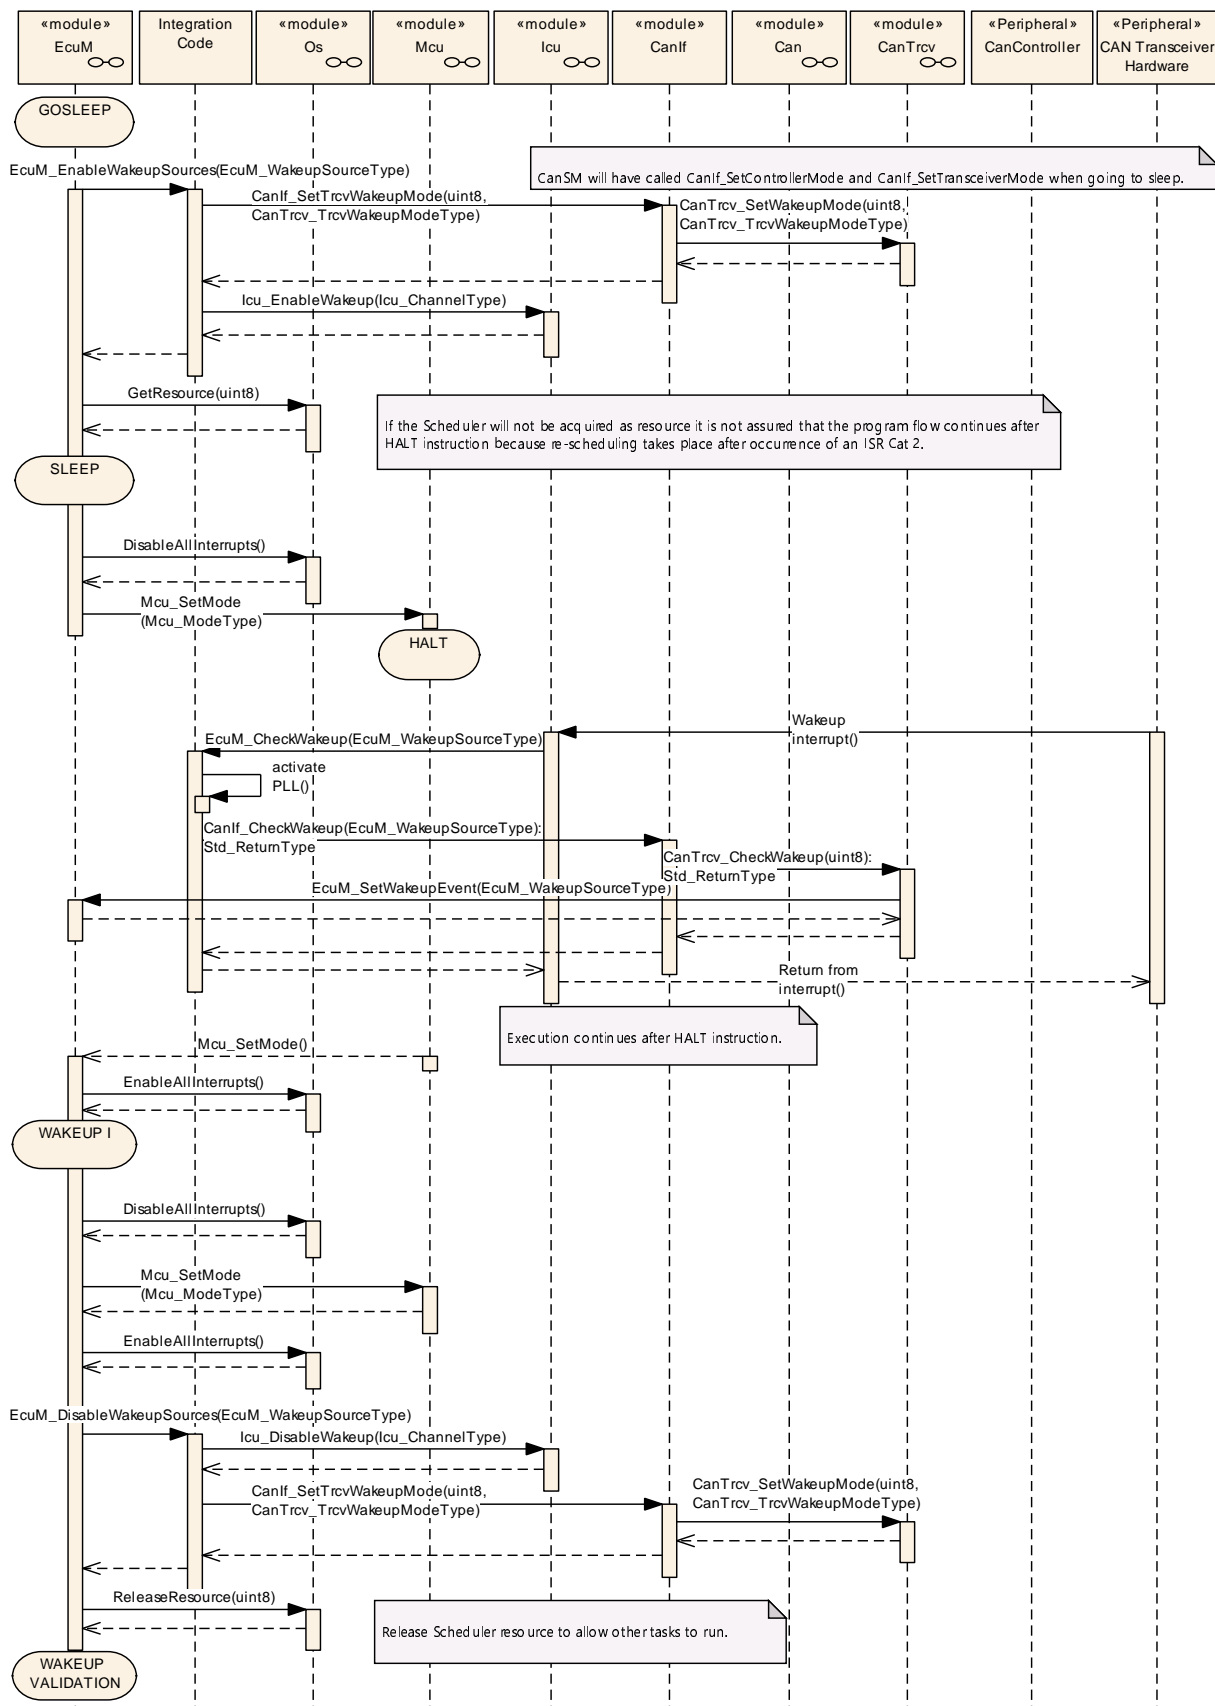 «module»
EcuM
Integration
Code
«module»
Os
«module»
Mcu
«module»
Icu
«module»
CanIf
«module»
Can
«module»
CanTrcv
«Peripheral»
CanController
«Peripheral»
CAN Transceiver
Hardware
GOSLEEP
EcuM_EnableWakeupSources(EcuM_WakeupSourceType)
CanSM will have called CanIf_SetControllerMode and CanIf_SetTransceiverMode when going to sleep.
CanIf_SetTrcvWakeupMode(uint8,
CanTrcv_TrcvWakeupModeType)
CanTrcv_SetWakeupMode(uint8,
CanTrcv_TrcvWakeupModeType)
Icu_EnableWakeup(Icu_ChannelType)
GetResource(uint8)
If the Scheduler will not be acquired as resource it is not assured that the program flow continues after
HALT instruction because re-scheduling takes place after occurrence of an ISR Cat 2.
SLEEP
DisableAllInterrupts()
Mcu_SetMode
(Mcu_ModeType)
HALT
Wakeup
interrupt()
EcuM_CheckWakeup(EcuM_WakeupSourceType)
activate
PLL()
CanIf_CheckWakeup(EcuM_WakeupSourceType):
Std_ReturnType
CanTrcv_CheckWakeup(uint8):
Std_ReturnType
EcuM_SetWakeupEvent(EcuM_WakeupSourceType)
Return from
interrupt()
Execution continues after HALT instruction.
Mcu_SetMode()
EnableAllInterrupts()
WAKEUP I
DisableAllInterrupts()
Mcu_SetMode
(Mcu_ModeType)
EnableAllInterrupts()
EcuM_DisableWakeupSources(EcuM_WakeupSourceType)
Icu_DisableWakeup(Icu_ChannelType)
CanIf_SetTrcvWakeupMode(uint8,
CanTrcv_TrcvWakeupModeType)
CanTrcv_SetWakeupMode(uint8,
CanTrcv_TrcvWakeupModeType)
ReleaseResource(uint8)
Release Scheduler resource to allow other tasks to run.
WAKEUP
VALIDATION